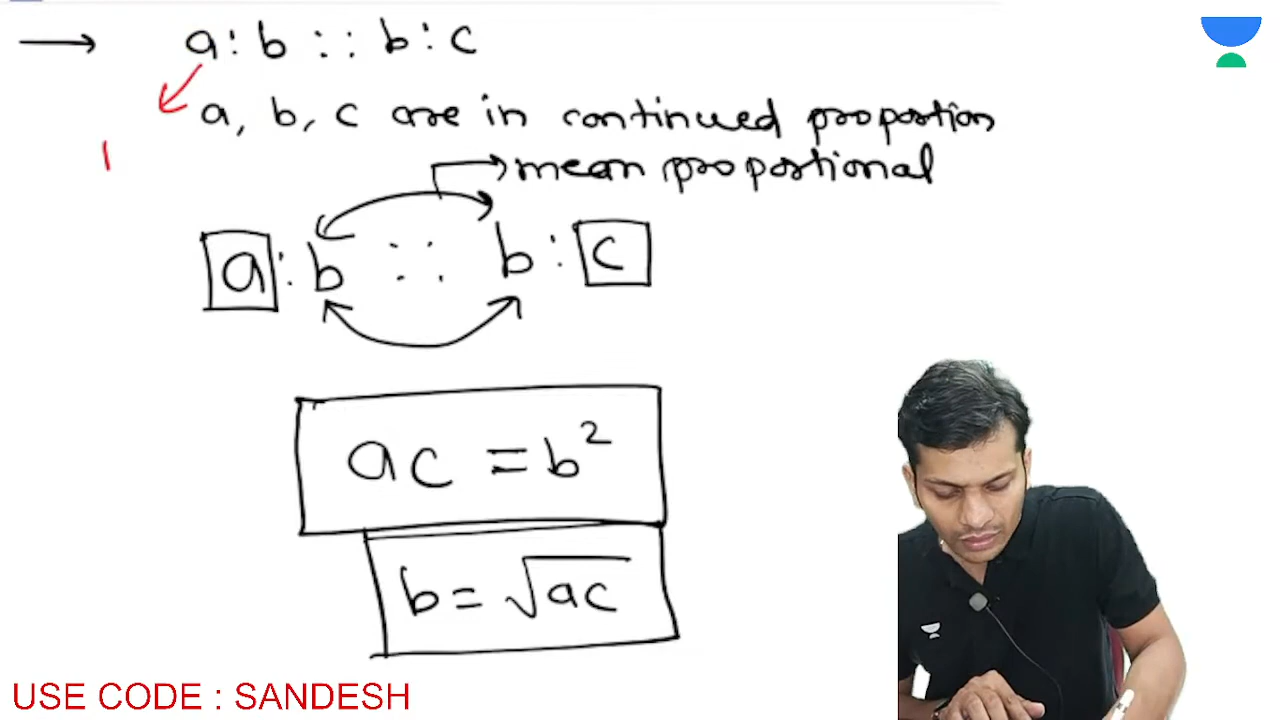 → a : b :: b : c
a, b, c are in continued proportion
→ mean proportional
a : b :: b : c
ac = b²
b = √ac
USE CODE : SANDESH